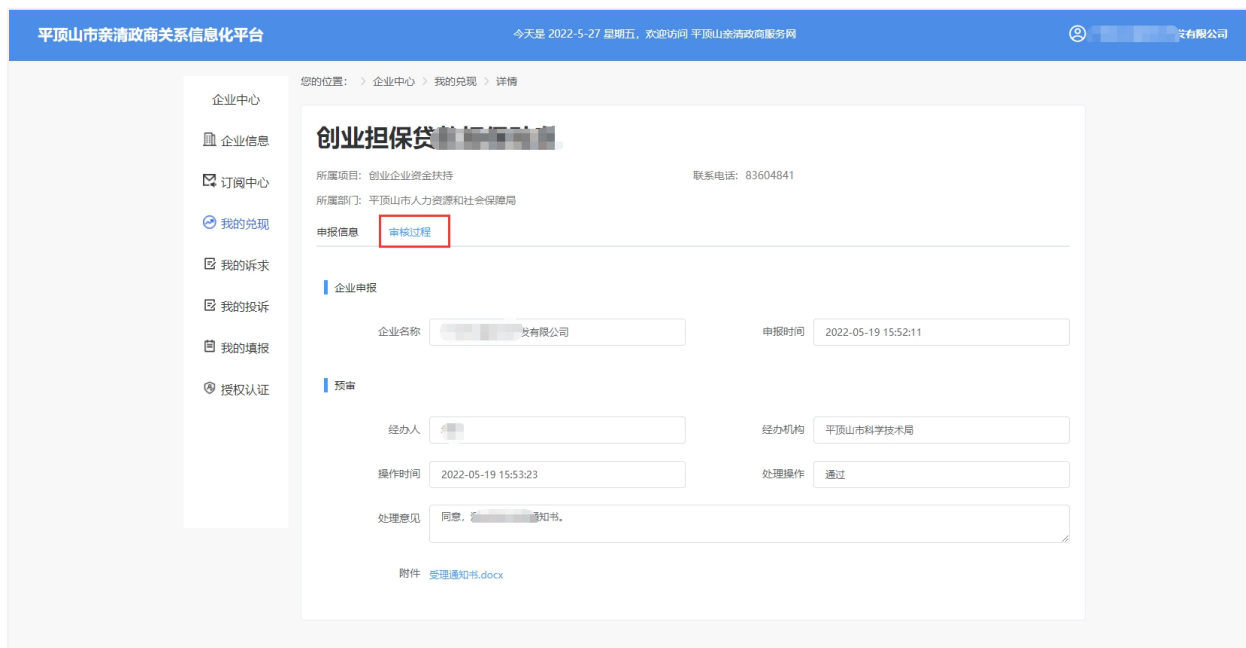 平顶山市亲清政商关系信息化平台
今天是 2022-5-27 星期五，欢迎访问 平顶山亲清政商服务网
有限公司
您的位置： > 企业中心 > 我的兑现 > 详情
企业中心
企业信息
订阅中心
我的兑现
我的诉求
我的投诉
我的填报
授权认证
创业担保贷
所属项目: 创业企业资金扶持
联系电话: 83604841
所属部门: 平顶山市人力资源和社会保障局
申报信息
审核过程
企业申报
企业名称
发有限公司
申报时间
2022-05-19 15:52:11
预审
经办人
经办机构
平顶山市科学技术局
操作时间
2022-05-19 15:53:23
处理操作
通过
处理意见
同意，
通知书。
附件
受理通知书.docx